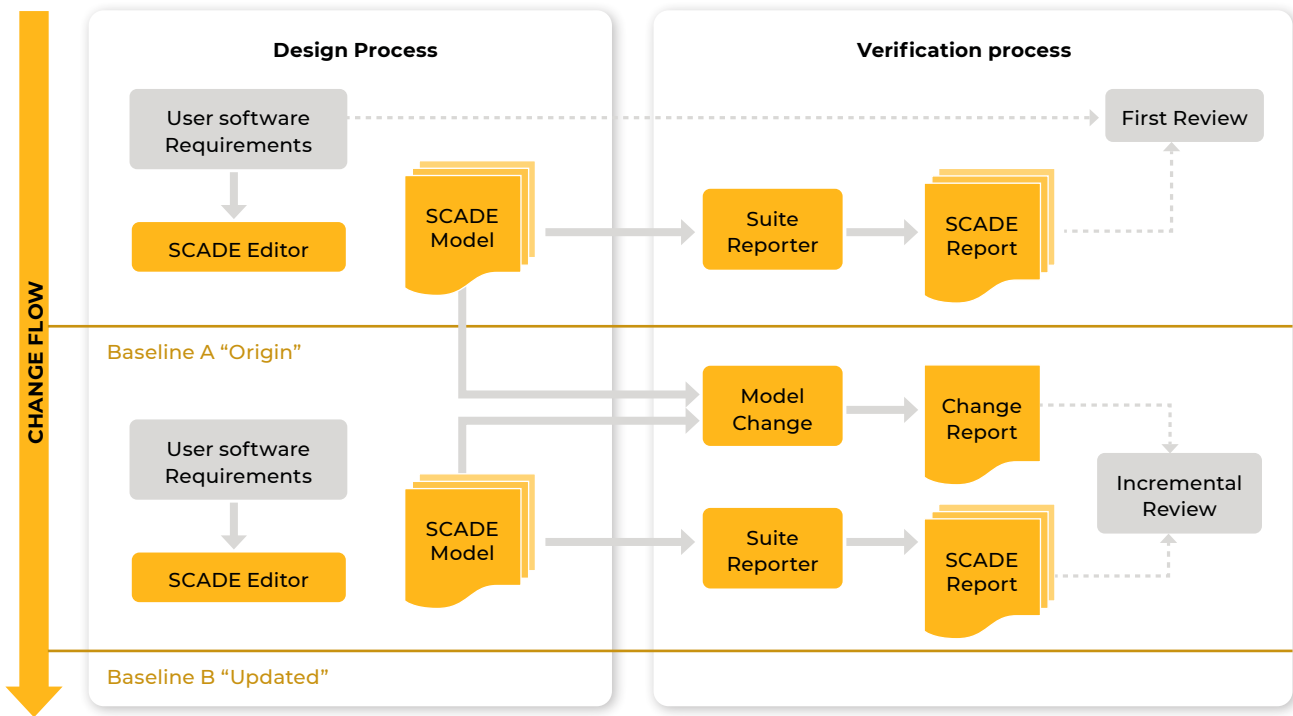 Design Process
Verification process
User software
Requirements
First Review
SCADE
Model
Suite
Reporter
SCADE
Report
SCADE Editor
CHANGE FLOW
Baseline A “Origin”
Model
Change
Change
Report
User software
Requirements
Incremental
Review
SCADE
Model
Suite
Reporter
SCADE
Report
SCADE Editor
Baseline B “Updated”